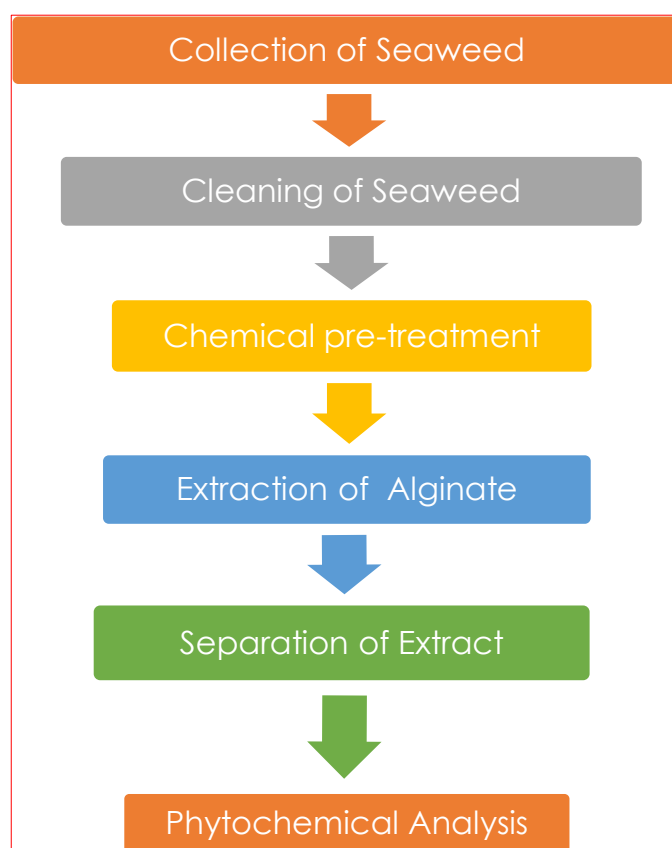 Collection of Seaweed
Cleaning of Seaweed
Chemical pre-treatment
Extraction of  Alginate
Separation of Extract
Phytochemical Analysis